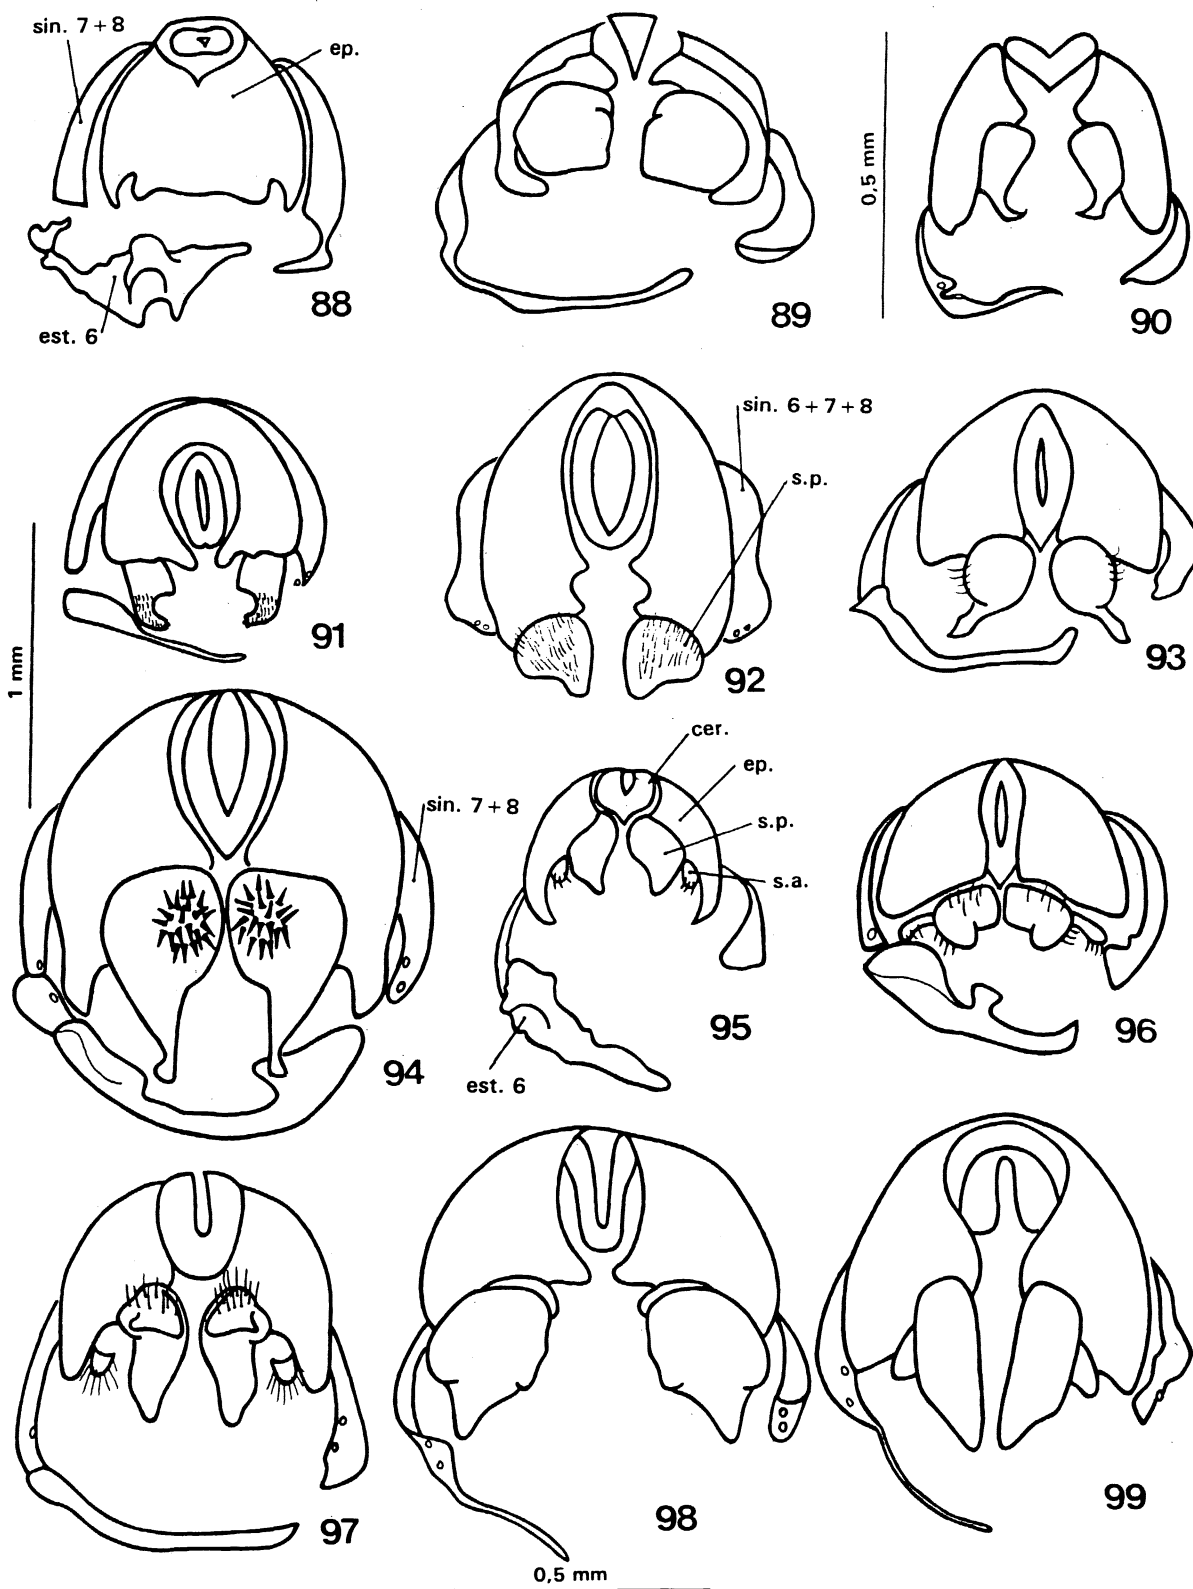 sin. 7+8
ep.
est. 6
88
89
0,5 mm
90
91
sin. 6+7+8
s.p.
92
93
1 mm
sin. 7+8
94
cer.
ep.
s.p.
s.a.
est. 6
95
96
97
98
99
0,5 mm